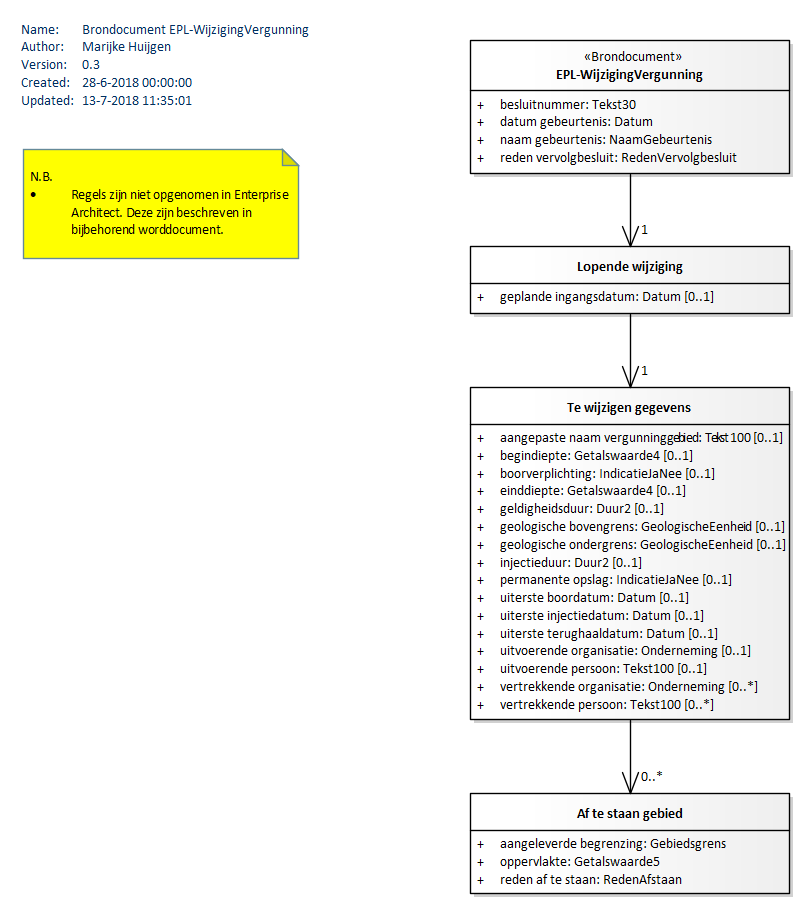 Name: Brondocument EPL-WijzigingVergunning
Author: Marijke Huijgen
Version: 0.3
Created: 28-6-2018 00:00:00
Updated: 13-7-2018 11:35:01
N.B.
• Regels zijn niet opgenomen in Enterprise
Architect. Deze zijn beschreven in
bijbehorend worddocument.
«Brondocument»
EPL-WijzigingVergunning
+ besluitnummer: Tekst30
+ datum gebeurtenis: Datum
+ naam gebeurtenis: NaamGebeurtenis
+ reden vervolgbesluit: RedenVervolgbesluit
1
Lopende wijziging
+ geplande ingangsdatum: Datum [0..1]
1
Te wijzigen gegevens
+ aangepaste naam vergunninggebied: Tekst100 [0..1]
+ begindiepte: Getalswaarde4 [0..1]
+ boorverplichting: IndicatieJaNee [0..1]
+ einddiepte: Getalswaarde4 [0..1]
+ geldigheidsduur: Duur2 [0..1]
+ geologische bovengrens: GeologischeEenheid [0..1]
+ geologische ondergrens: GeologischeEenheid [0..1]
+ injectieduur: Duur2 [0..1]
+ permanente opslag: IndicatieJaNee [0..1]
+ uiterste boordatum: Datum [0..1]
+ uiterste injectiedatum: Datum [0..1]
+ uiterste terughaaldatum: Datum [0..1]
+ uitvoerende organisatie: Onderneming [0..1]
+ uitvoerende persoon: Tekst100 [0..1]
+ vertrekkende organisatie: Onderneming [0..*]
+ vertrekkende persoon: Tekst100 [0..*]
0..*
Af te staan gebied
+ aangeleverde begrenzing: Gebiedsgrens
+ oppervlakte: Getalswaarde5
+ reden af te staan: RedenAfstaan